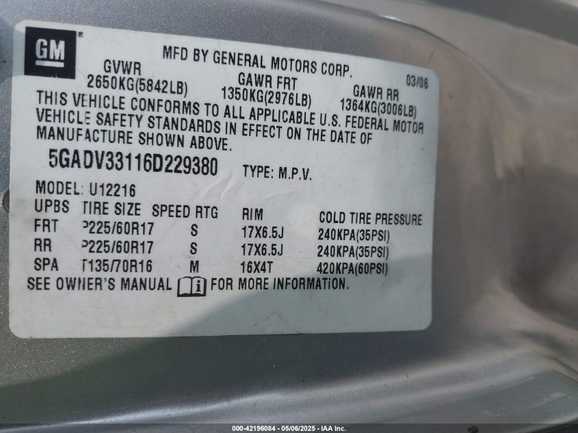 GM
MFD BY GENERAL MOTORS CORP.
03/06
GVWR GAWR FRT GAWR RR
2650KG(5842LB) 1350KG(2976LB) 1364KG(3006LB)
THIS VEHICLE CONFORMS TO ALL APPLICABLE U.S. FEDERAL MOTOR
VEHICLE SAFETY STANDARDS IN EFFECT ON THE DATE OF
MANUFACTURE SHOWN ABOVE.
5GADV33116D229380 TYPE: M.P.V.
MODEL: U12216
UPBS TIRE SIZE SPEED RTG RIM COLD TIRE PRESSURE
FRT P225/60R17 S 17X6.5J 240KPA(35PSI)
RR P225/60R17 S 17X6.5J 240KPA(35PSI)
SPA T135/70R16 M 16X4T 420KPA(60PSI)
SEE OWNER'S MANUAL i FOR MORE INFORMATION.
000-42196084 - 05/06/2025 - IAA Inc.